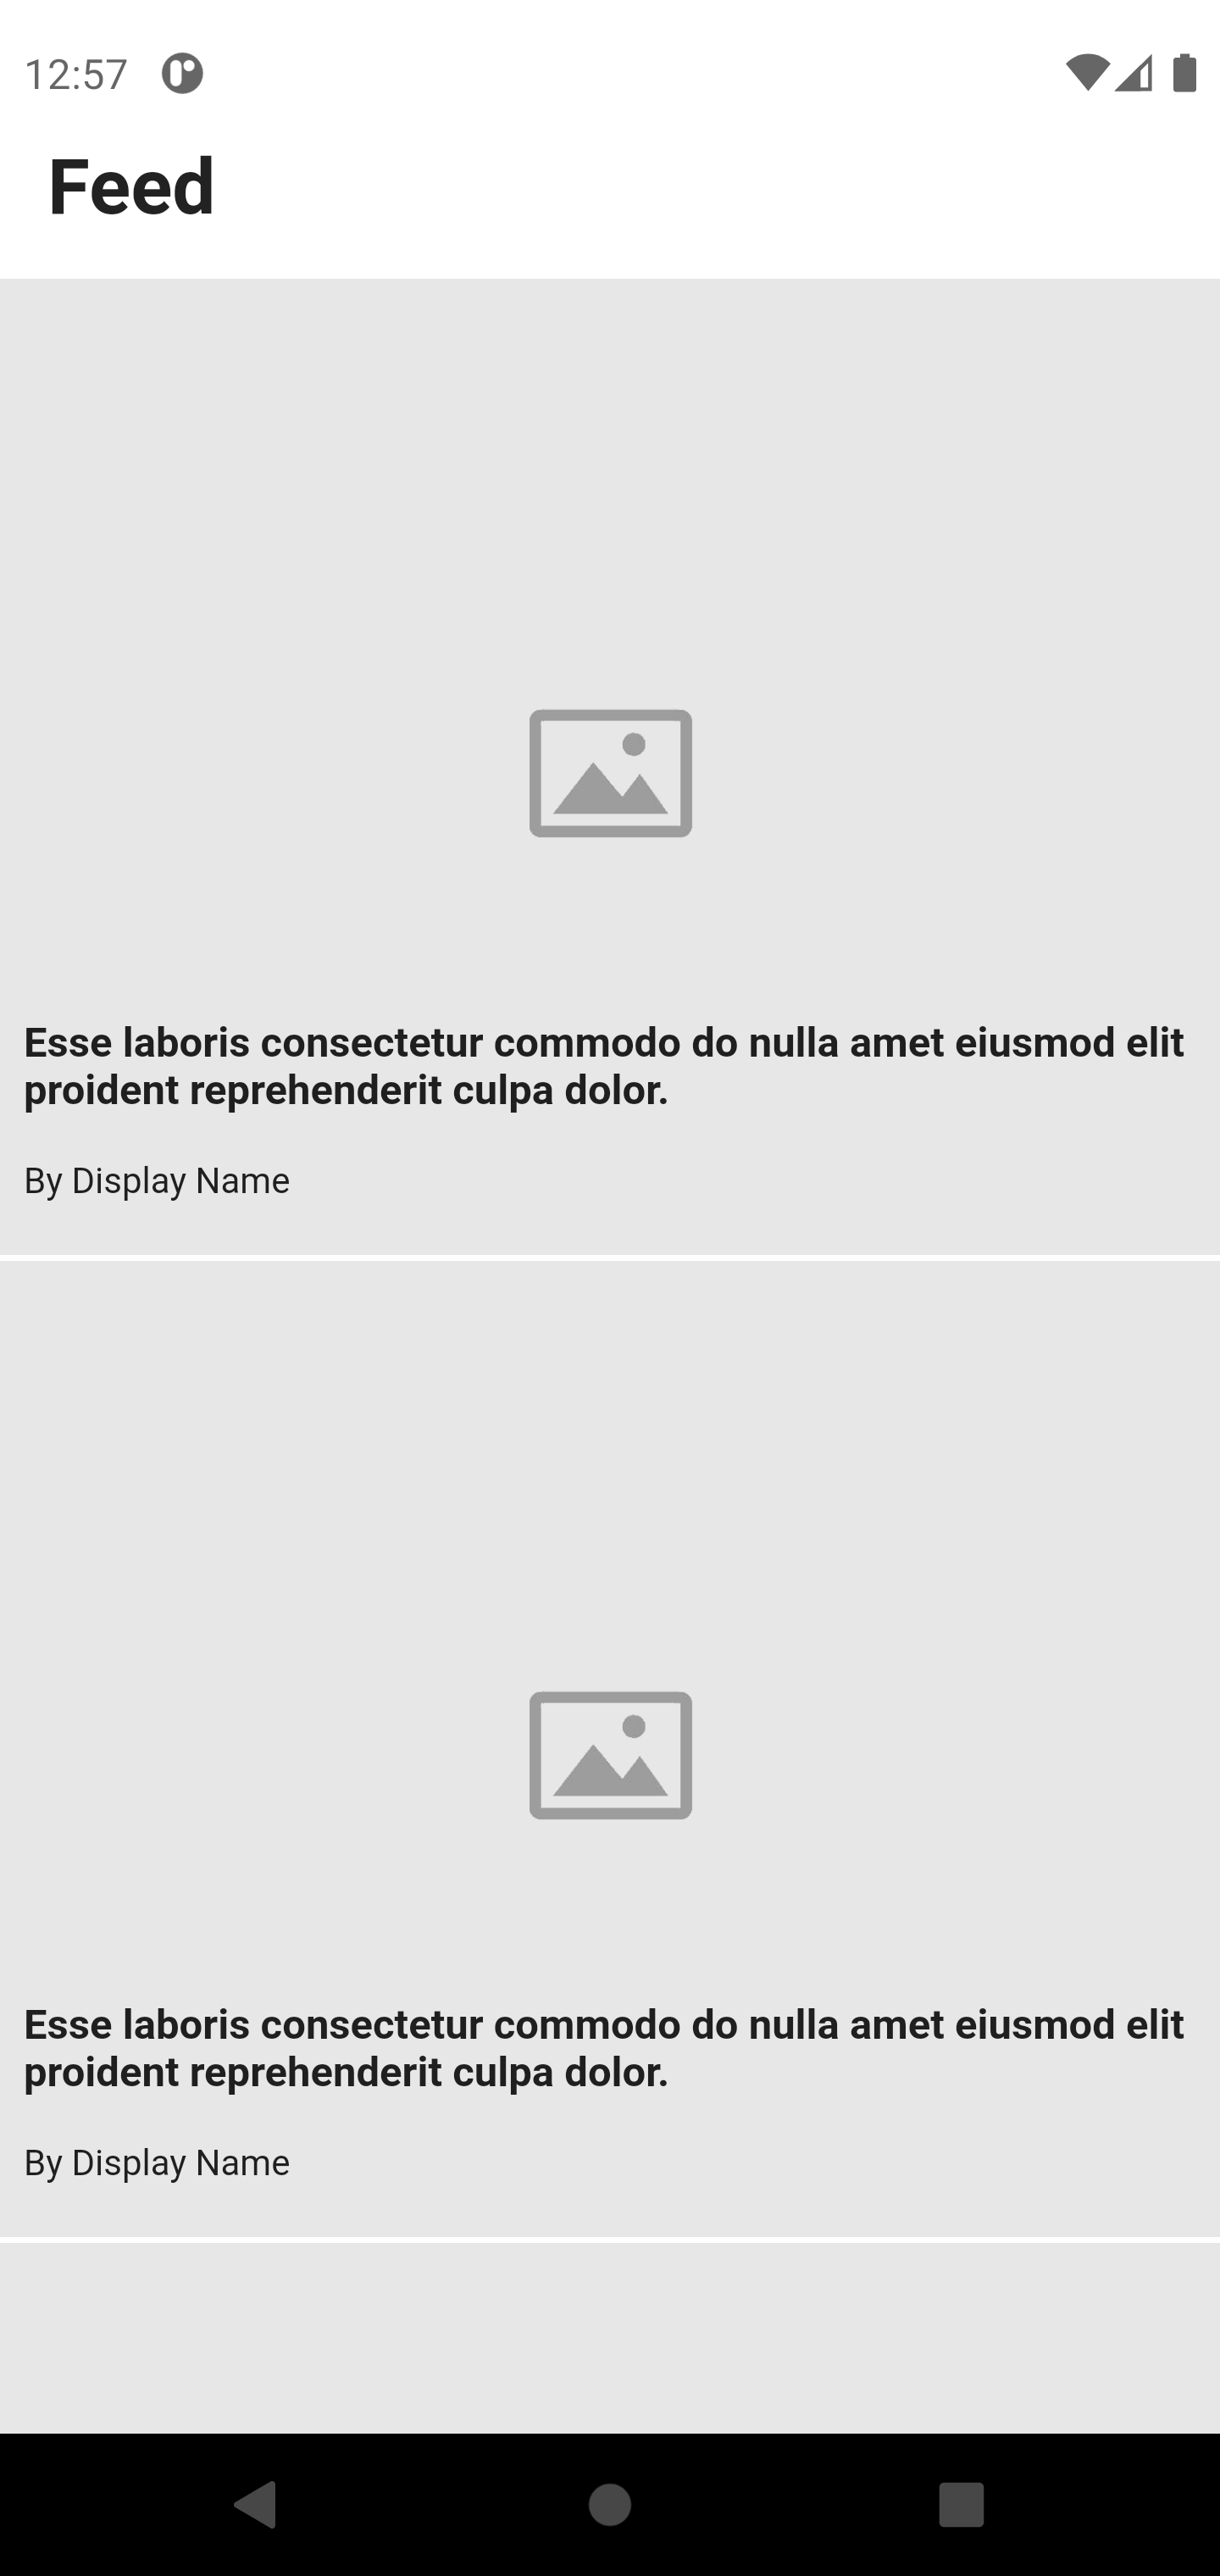 12:57
Feed
Esse laboris consectetur commodo do nulla amet eiusmod elit
proident reprehenderit culpa dolor.
By Display Name
Esse laboris consectetur commodo do nulla amet eiusmod elit
proident reprehenderit culpa dolor.
By Display Name